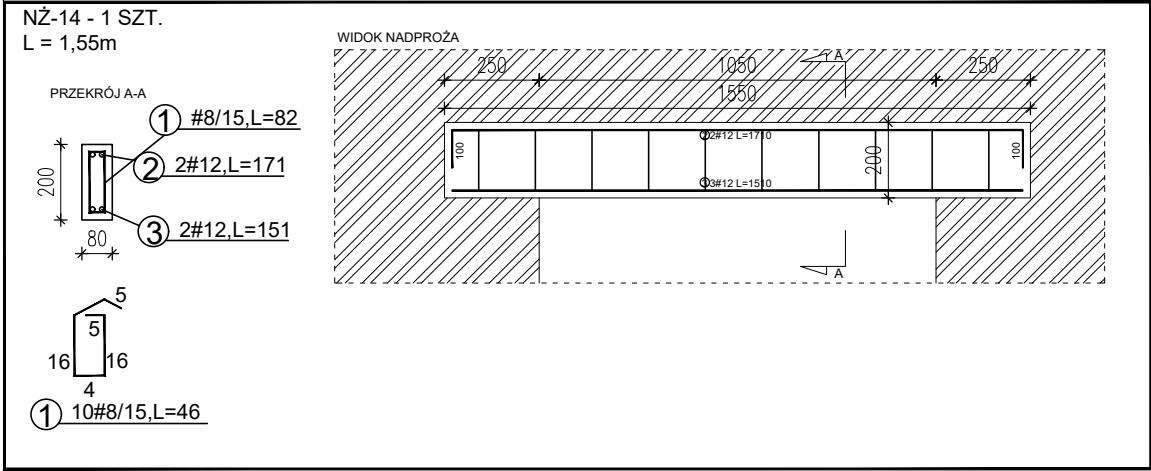 NŻ-14 - 1 SZT.
L = 1,55m
WIDOK NADPROŻA
A
250
1050
250
1550
PRZEKRÓJ A-A
1 #8/15,L=82
2 2#12,L=171
3 2#12,L=151
200
80
2 2#12 L=1710
100
200
100
3 3#12 L=1510
A
5
5
16
16
4
1 10#8/15,L=46